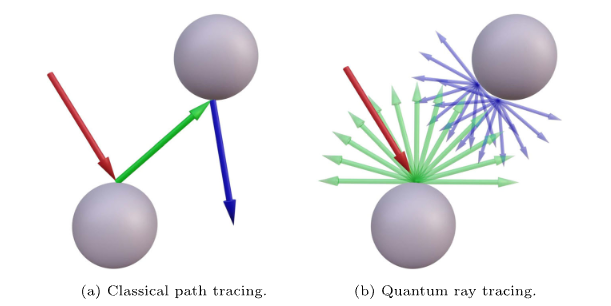 (a) Classical path tracing.
(b) Quantum ray tracing.